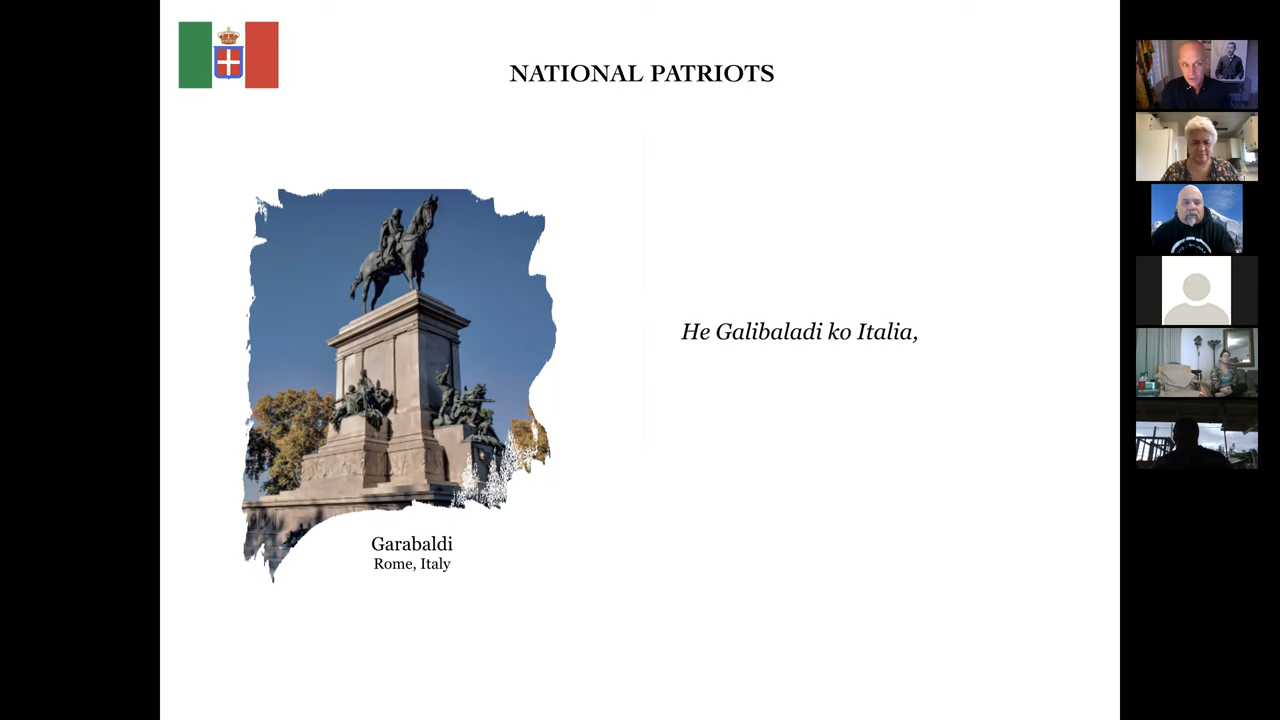 NATIONAL PATRIOTS
He Galibaladi ko Italia,
Garabaldi
Rome, Italy